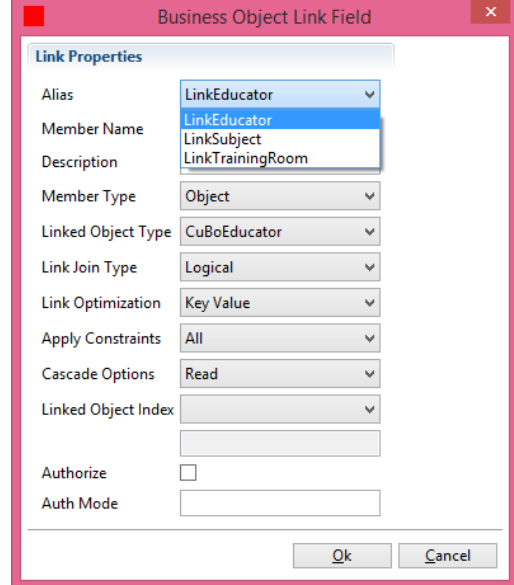 Business Object Link Field
×
Link Properties
Alias LinkEducator
LinkEducator
Member Name
LinkSubject
Description LinkTrainingRoom
Member Type Object
Linked Object Type CuBoEducator
Link Join Type Logical
Link Optimization Key Value
Apply Constraints All
Cascade Options Read
Linked Object Index
Authorize
Auth Mode
Ok Cancel